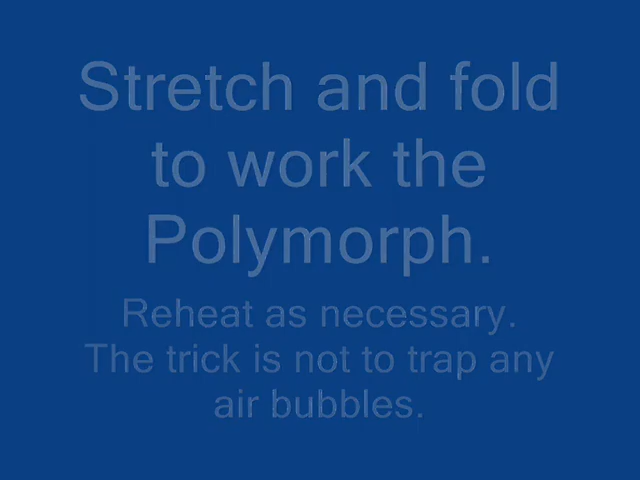 Stretch and fold
to work the
Polymorph.
Reheat as necessary.
The trick is not to trap any
air bubbles.